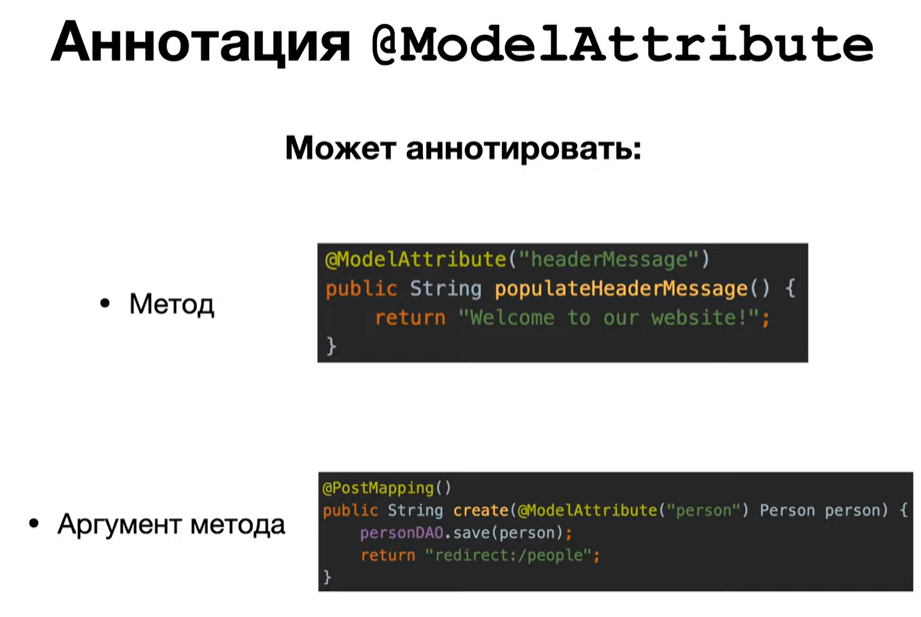 Аннотация @ModelAttribute
Может аннотировать:
• Метод
@ModelAttribute("headerMessage")
public String populateHeaderMessage() {
    return "Welcome to our website!";
}
• Аргумент метода
@PostMapping()
public String create(@ModelAttribute("person") Person person) {
    personDAO.save(person);
    return "redirect:/people";
}